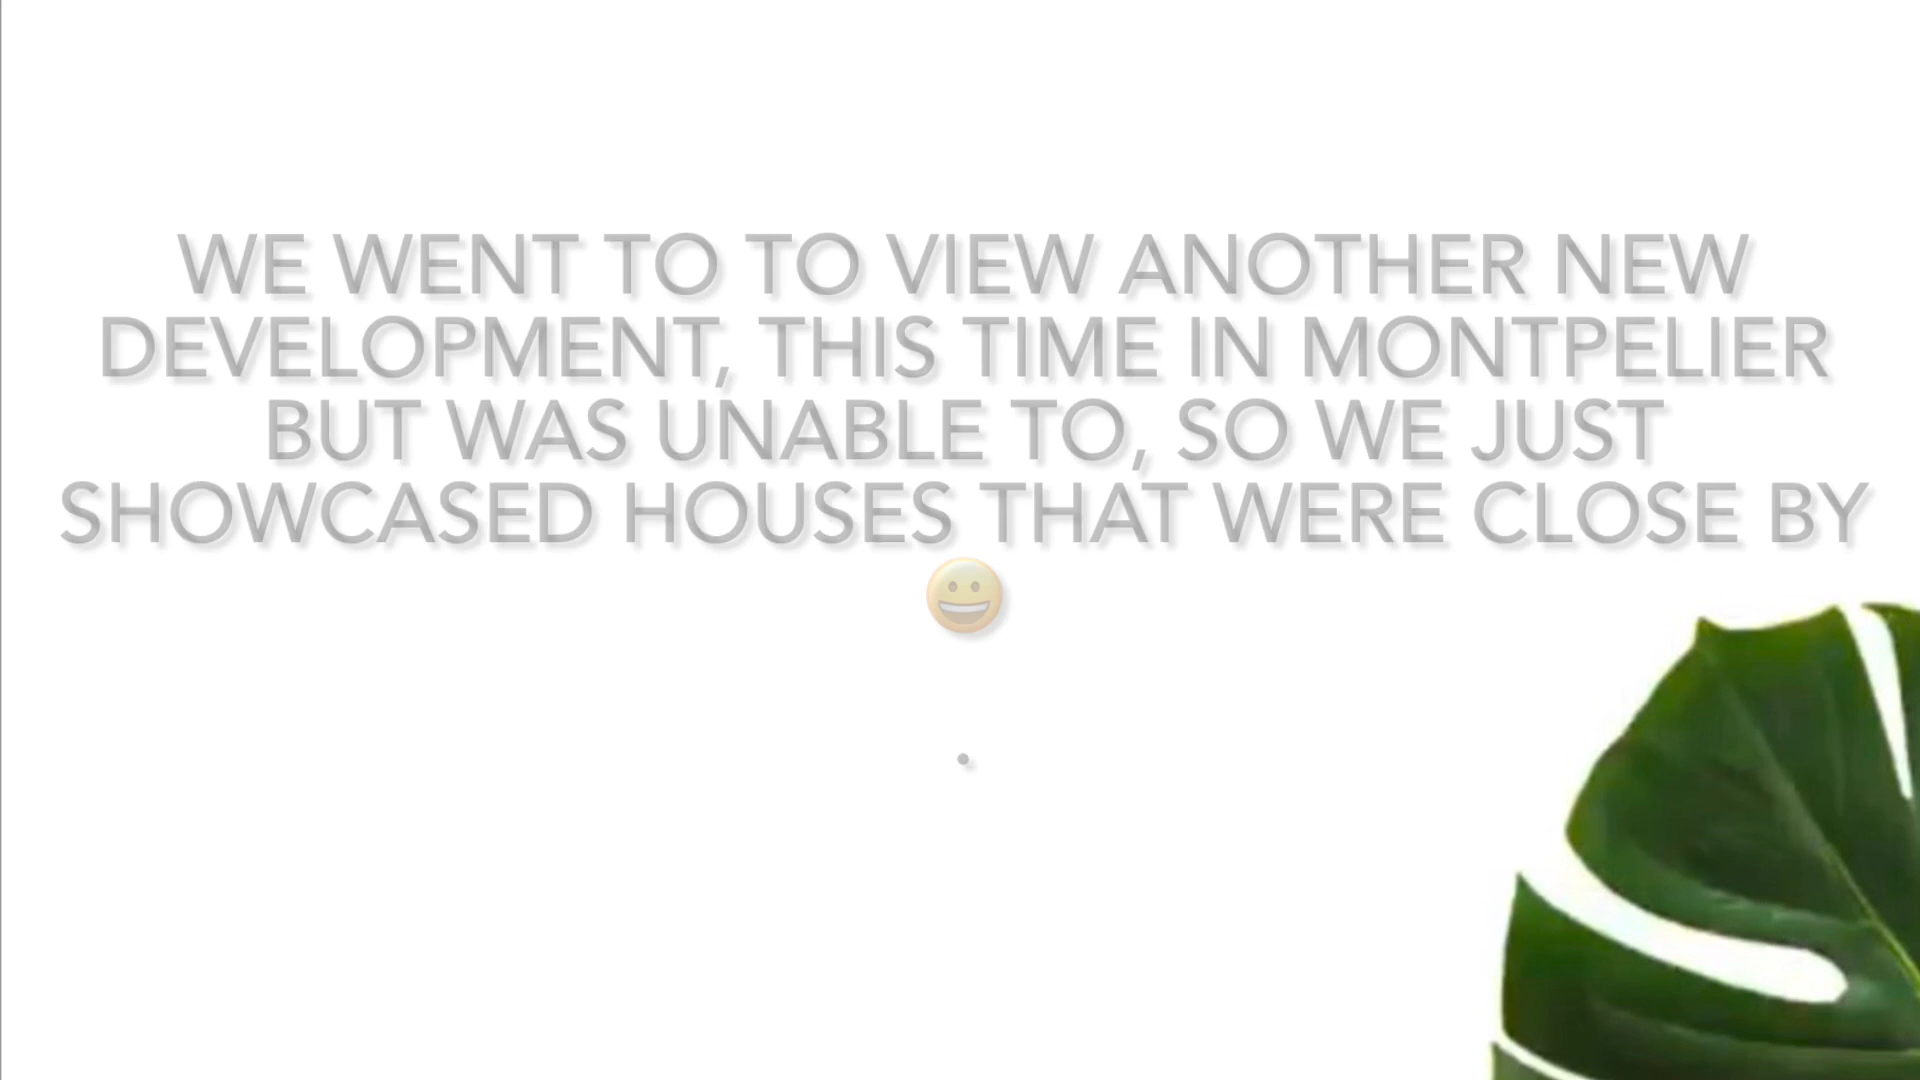 WE WENT TO TO VIEW ANOTHER NEW
DEVELOPMENT, THIS TIME IN MONTPELIER
BUT WAS UNABLE TO, SO WE JUST
SHOWCASED HOUSES THAT WERE CLOSE BY
😀
.